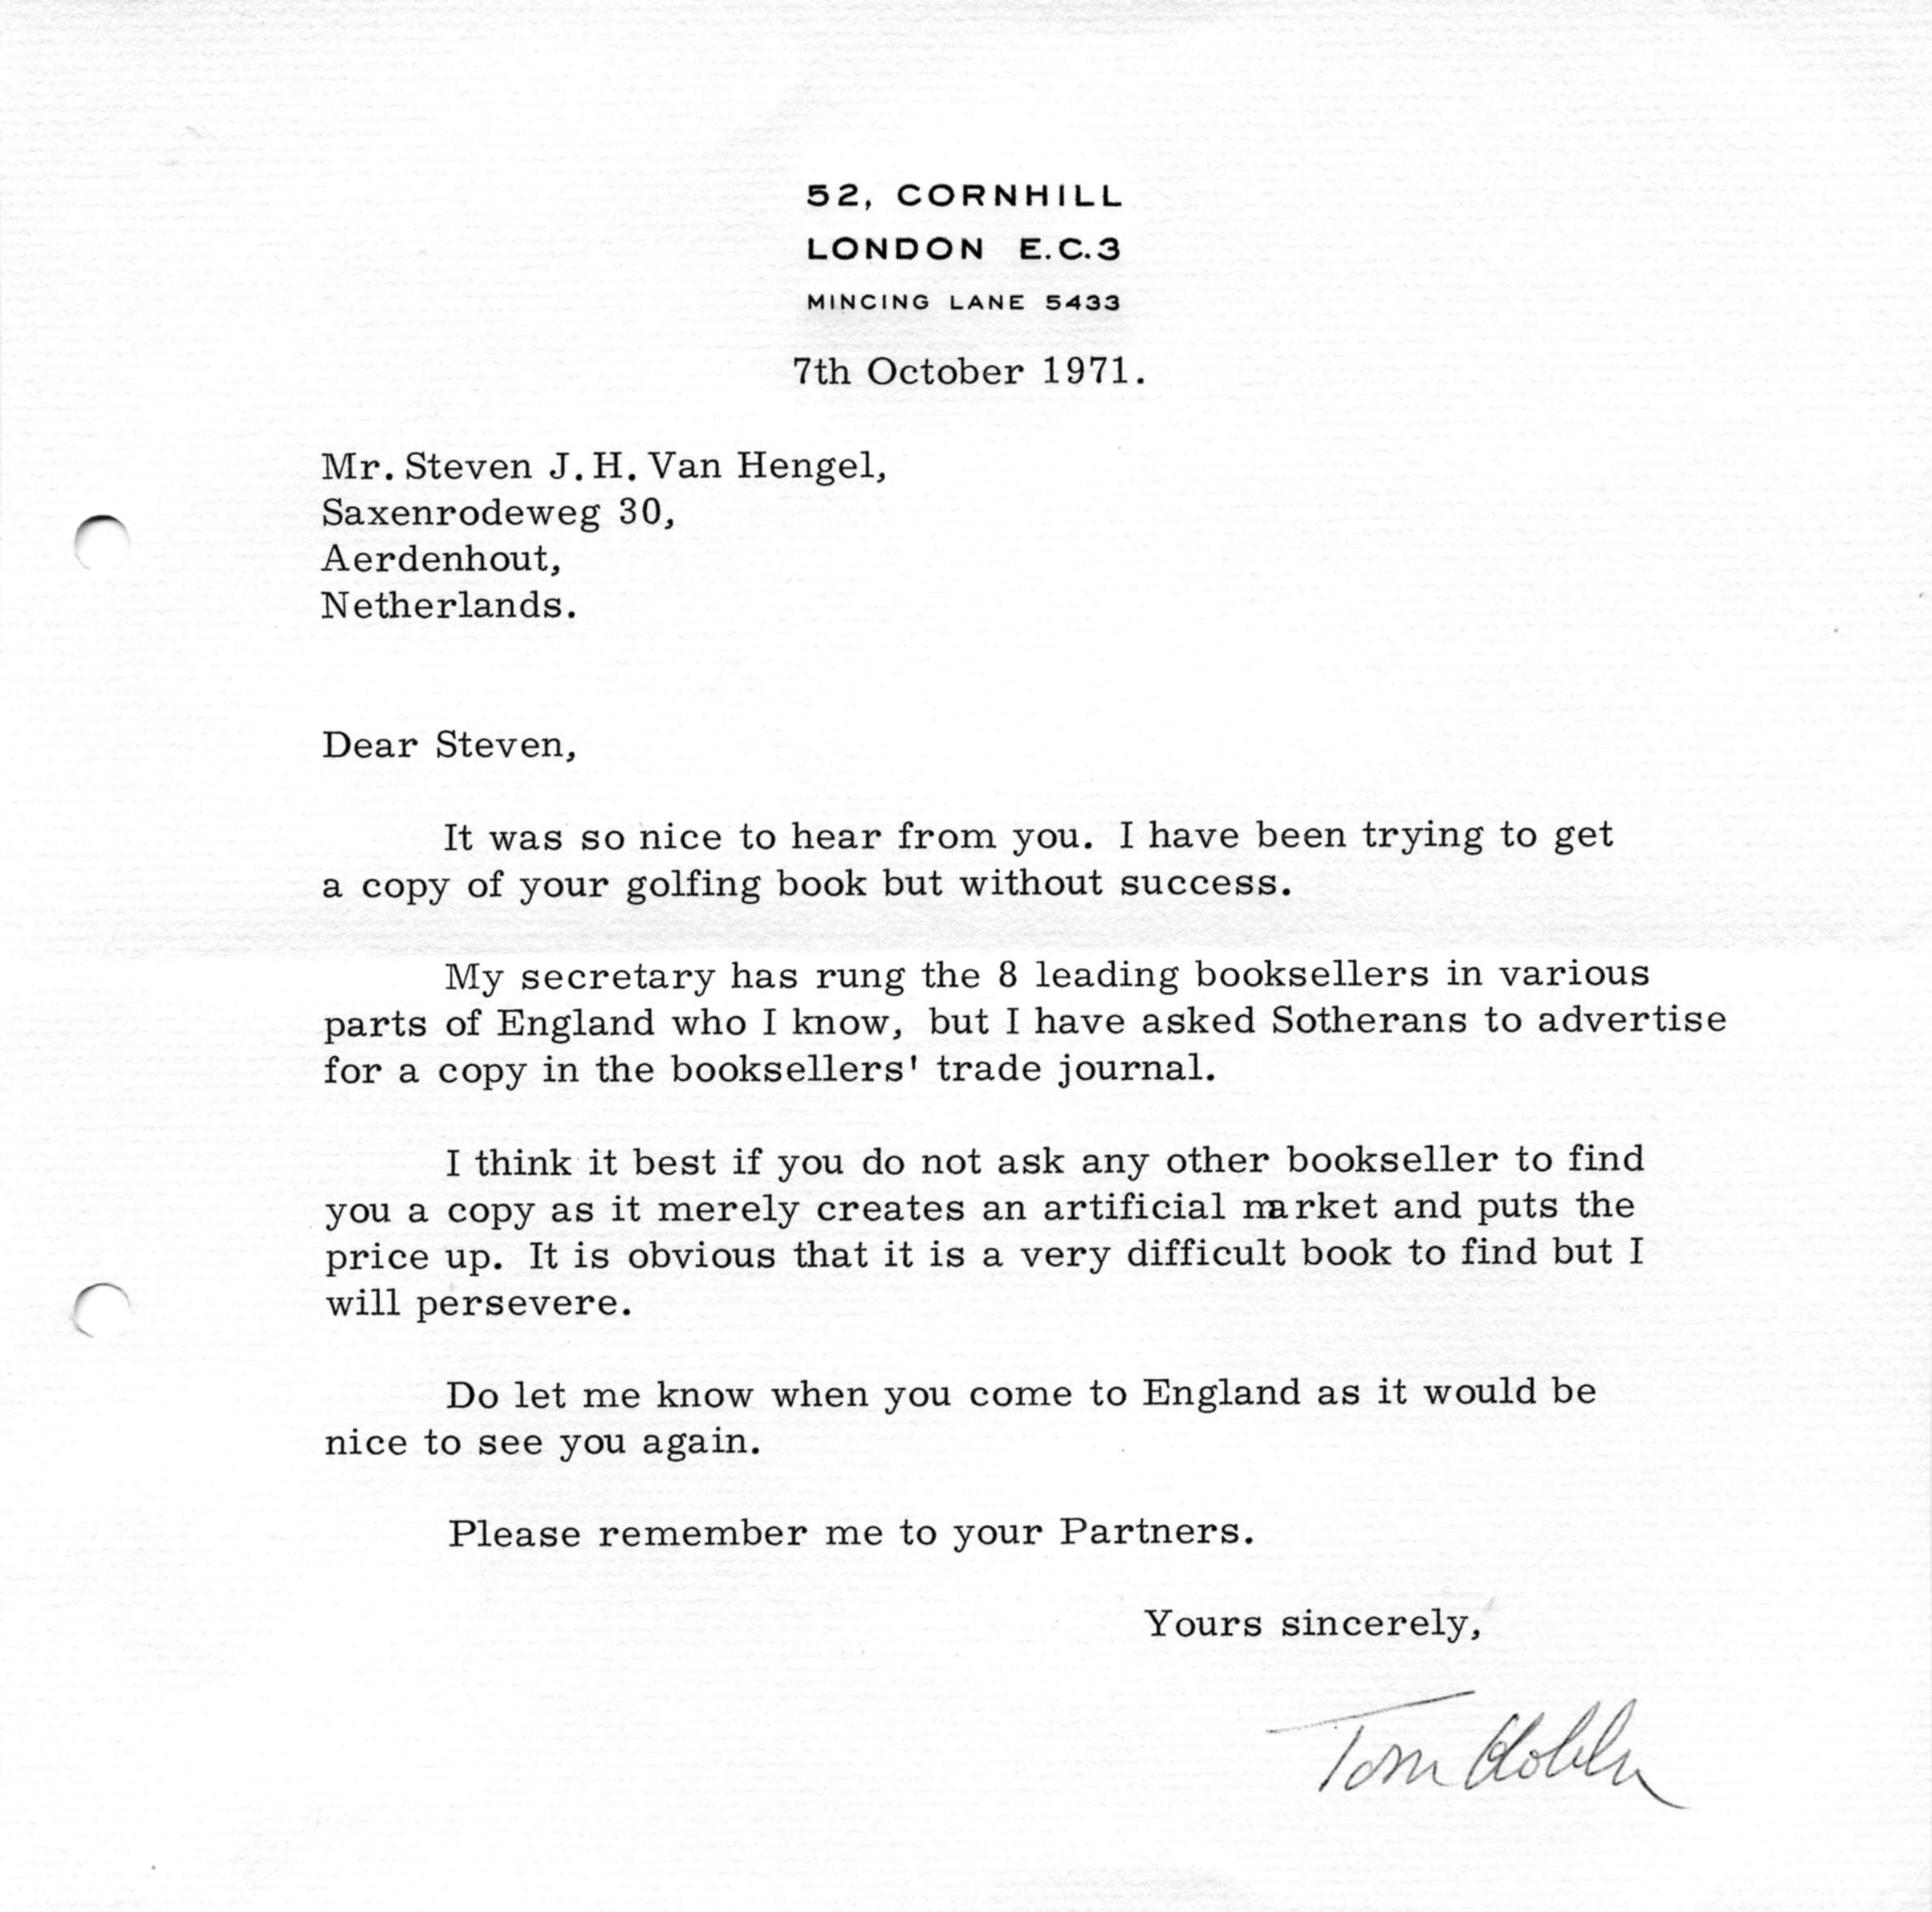 52, CORNHILL
LONDON E.C.3
MINCING LANE 5433
7th October 1971.
Mr. Steven J.H. Van Hengel,
Saxenrodeweg 30,
Aerdenhout,
Netherlands.
Dear Steven,
It was so nice to hear from you. I have been trying to get
a copy of your golfing book but without success.
My secretary has rung the 8 leading booksellers in various
parts of England who I know, but I have asked Sotherans to advertise
for a copy in the booksellers' trade journal.
I think it best if you do not ask any other bookseller to find
you a copy as it merely creates an artificial market and puts the
price up. It is obvious that it is a very difficult book to find but I
will persevere.
Do let me know when you come to England as it would be
nice to see you again.
Please remember me to your Partners.
Yours sincerely,
Tom